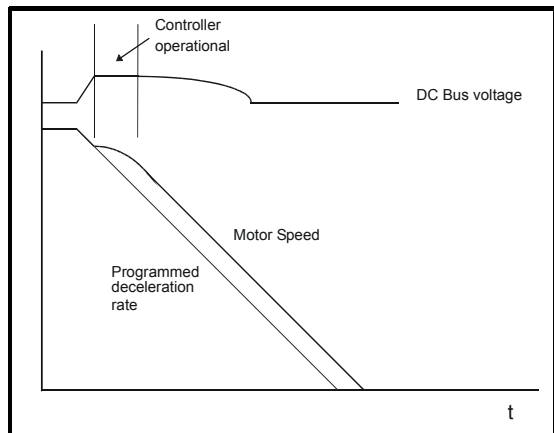 Controller
operational
DC Bus voltage
Motor Speed
Programmed
deceleration
rate
t